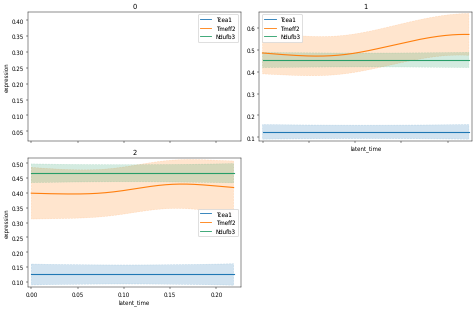 0
0.40
0.35
0.30
0.25
0.20
0.15
0.10
0.05
expression
Tcea1
Tmeff2
Ndufb3
1
0.6
0.5
0.4
0.3
0.2
0.1
Tcea1
Tmeff2
Ndufb3
latent_time
2
0.50
0.45
0.40
0.35
0.30
0.25
0.20
0.15
0.10
expression
Tcea1
Tmeff2
Ndufb3
0.00
0.05
0.10
0.15
0.20
latent_time